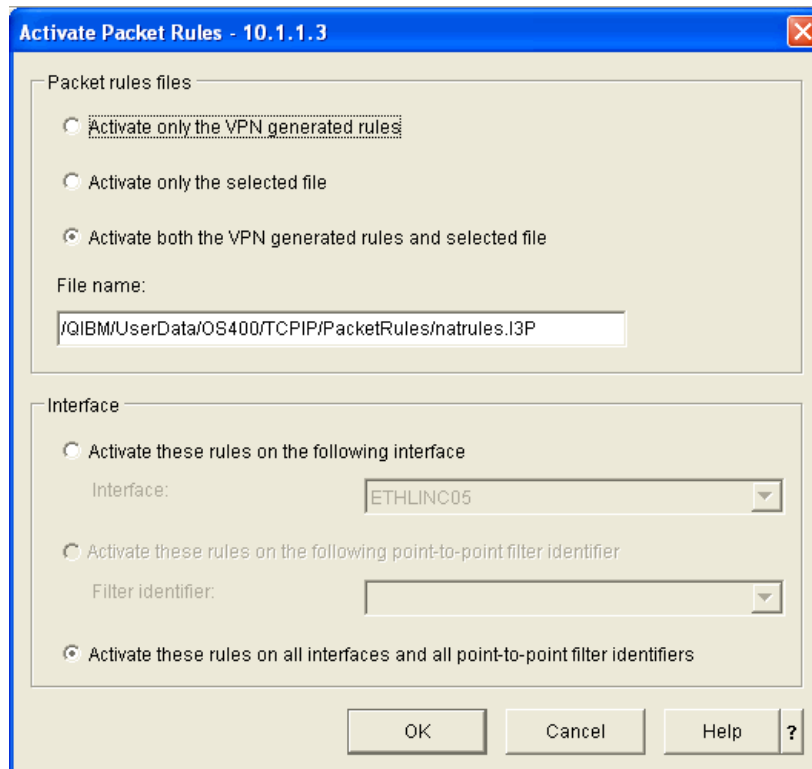 Activate Packet Rules - 10.1.1.3
Packet rules files
Activate only the VPN generated rules
Activate only the selected file
Activate both the VPN generated rules and selected file
File name:
/QIBM/UserData/OS400/TCPIP/PacketRules/natrules.I3P
Interface
Activate these rules on the following interface
Interface:
ETHLINC05
Activate these rules on the following point-to-point filter identifier
Filter identifier:
Activate these rules on all interfaces and all point-to-point filter identifiers
OK
Cancel
Help
?